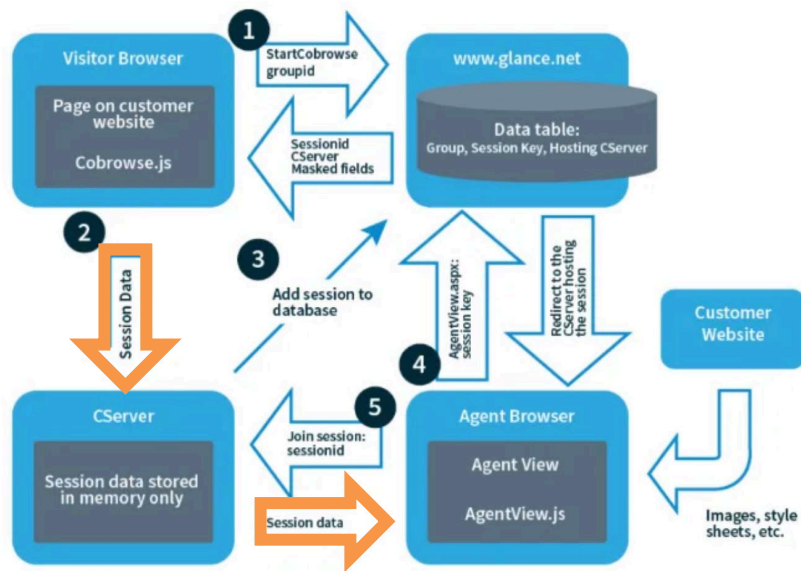 1
StartCobrowse
groupid
Visitor Browser
Page on customer
website
Cobrowse.js
www.glance.net
Data table:
Group, Session Key, Hosting CServer
Sessionid
CServer
Masked fields
2
Session Data
3
Add session to
database
AgentView.aspx:
session key
Redirect to the
CServer hosting
the session
Customer
Website
4
CServer
Session data stored
in memory only
5
Join session:
sessionid
Session data
Agent Browser
Agent View
AgentView.js
Images, style
sheets, etc.